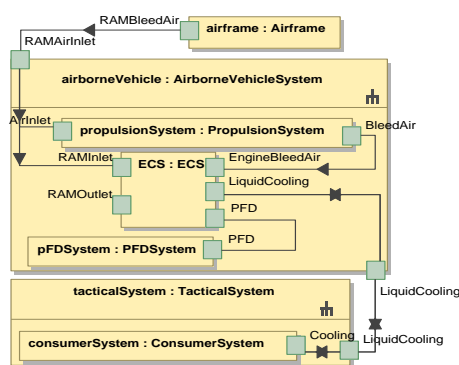 RAMBleedAir
airframe : Airframe
RAMAirInlet
airborneVehicle : AirborneVehicleSystem
AirInlet
propulsionSystem : PropulsionSystem
BleedAir
RAMInlet
ECS : ECS
EngineBleedAir
LiquidCooling
RAMOutlet
PFD
PFD
pFDSystem : PFDSystem
tacticalSystem : TacticalSystem
LiquidCooling
Cooling
LiquidCooling
consumerSystem : ConsumerSystem